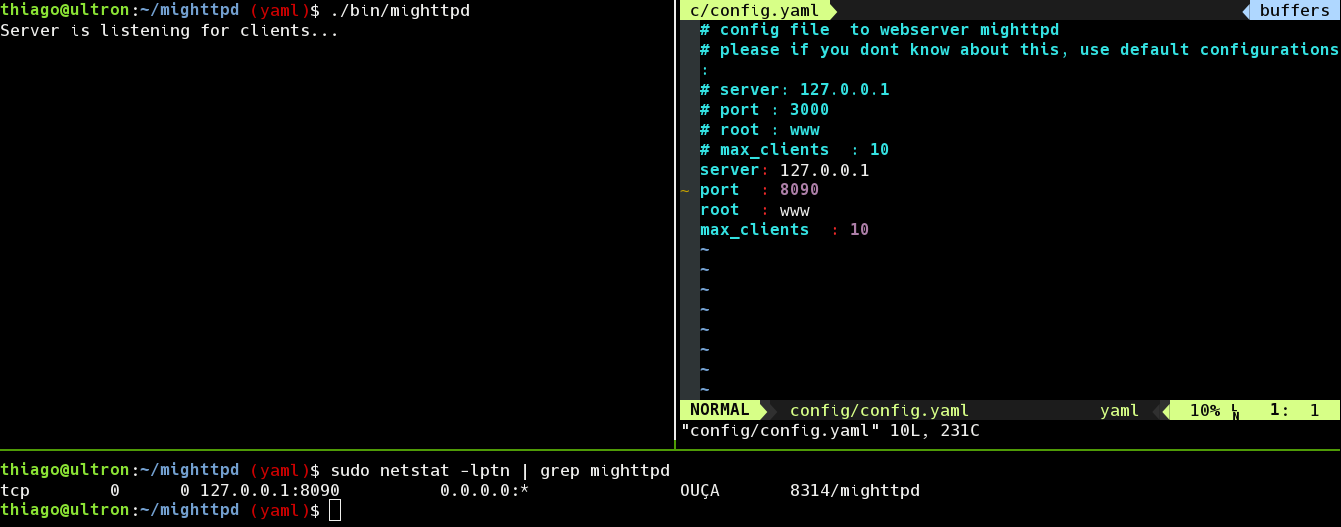 thiago@ultron:~/mighttpd (yaml)$ ./bin/mighttpd
Server is listening for clients...
c/config.yaml buffers
# config file  to webserver mighttpd
# please if you dont know about this, use default configurations
:
# server: 127.0.0.1
# port : 3000
# root : www
# max_clients  : 10
server: 127.0.0.1
~ port  : 8090
root  : www
max_clients  : 10
~
~
~
~
~
~
~
~
NORMAL config/config.yaml yaml 10% LN 1: 1
"config/config.yaml" 10L, 231C
thiago@ultron:~/mighttpd (yaml)$ sudo netstat -lptn | grep mighttpd
tcp        0      0 127.0.0.1:8090          0.0.0.0:*               OUÇA       8314/mighttpd
thiago@ultron:~/mighttpd (yaml)$